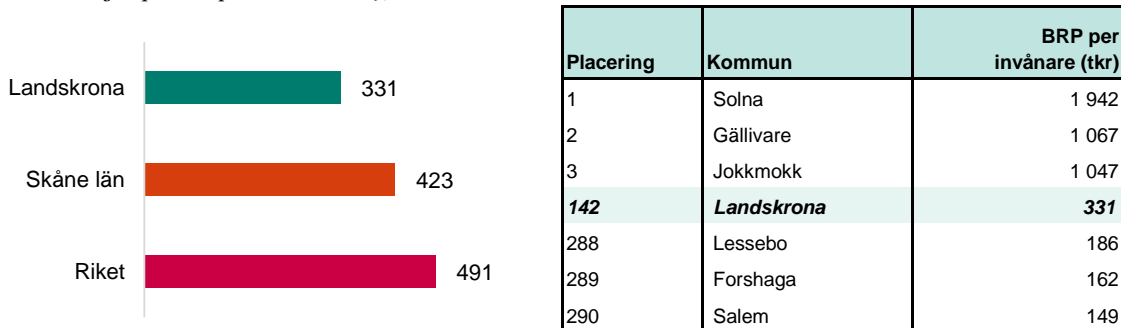 Landskrona 331
Skåne län 423
Riket 491
BRP per
Placering Kommun invånare (tkr)
1 Solna 1 942
2 Gällivare 1 067
3 Jokkmokk 1 047
142 Landskrona 331
288 Lessebo 186
289 Forshaga 162
290 Salem 149